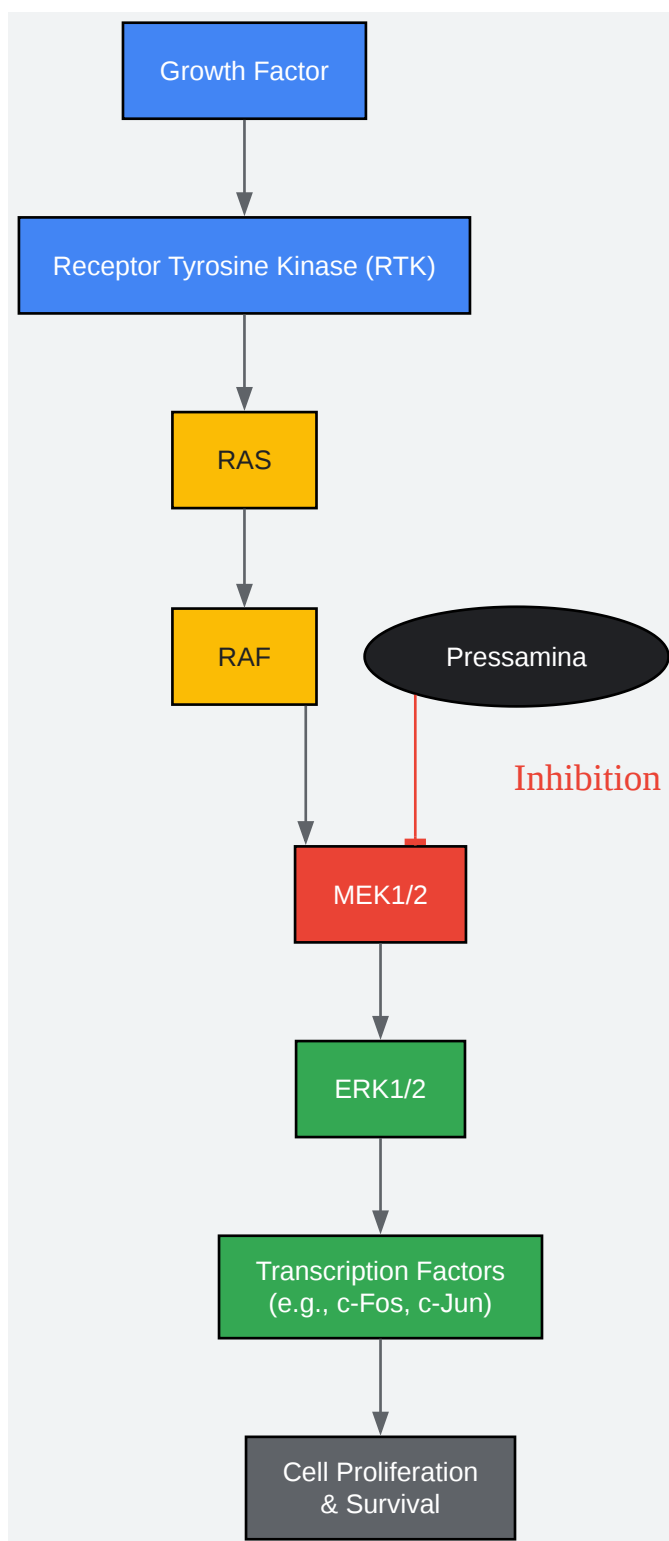 Growth Factor
Receptor Tyrosine Kinase (RTK)
RAS
RAF
Pressamina
Inhibition
MEK1/2
ERK1/2
Transcription Factors
(e.g., c-Fos, c-Jun)
Cell Proliferation
& Survival